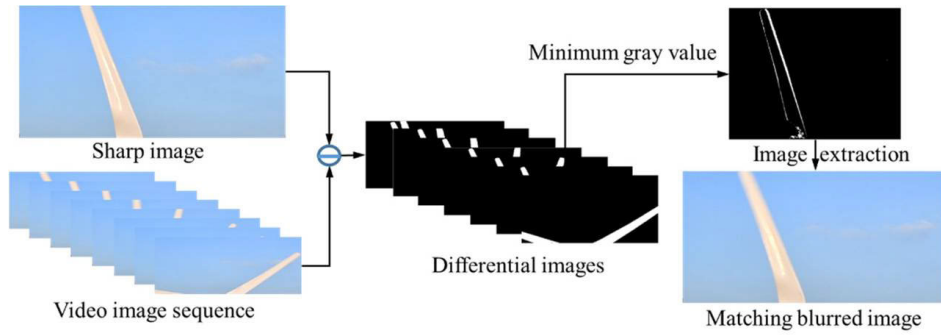 Minimum gray value
Sharp image
Image extraction
Differential images
Video image sequence
Matching blurred image